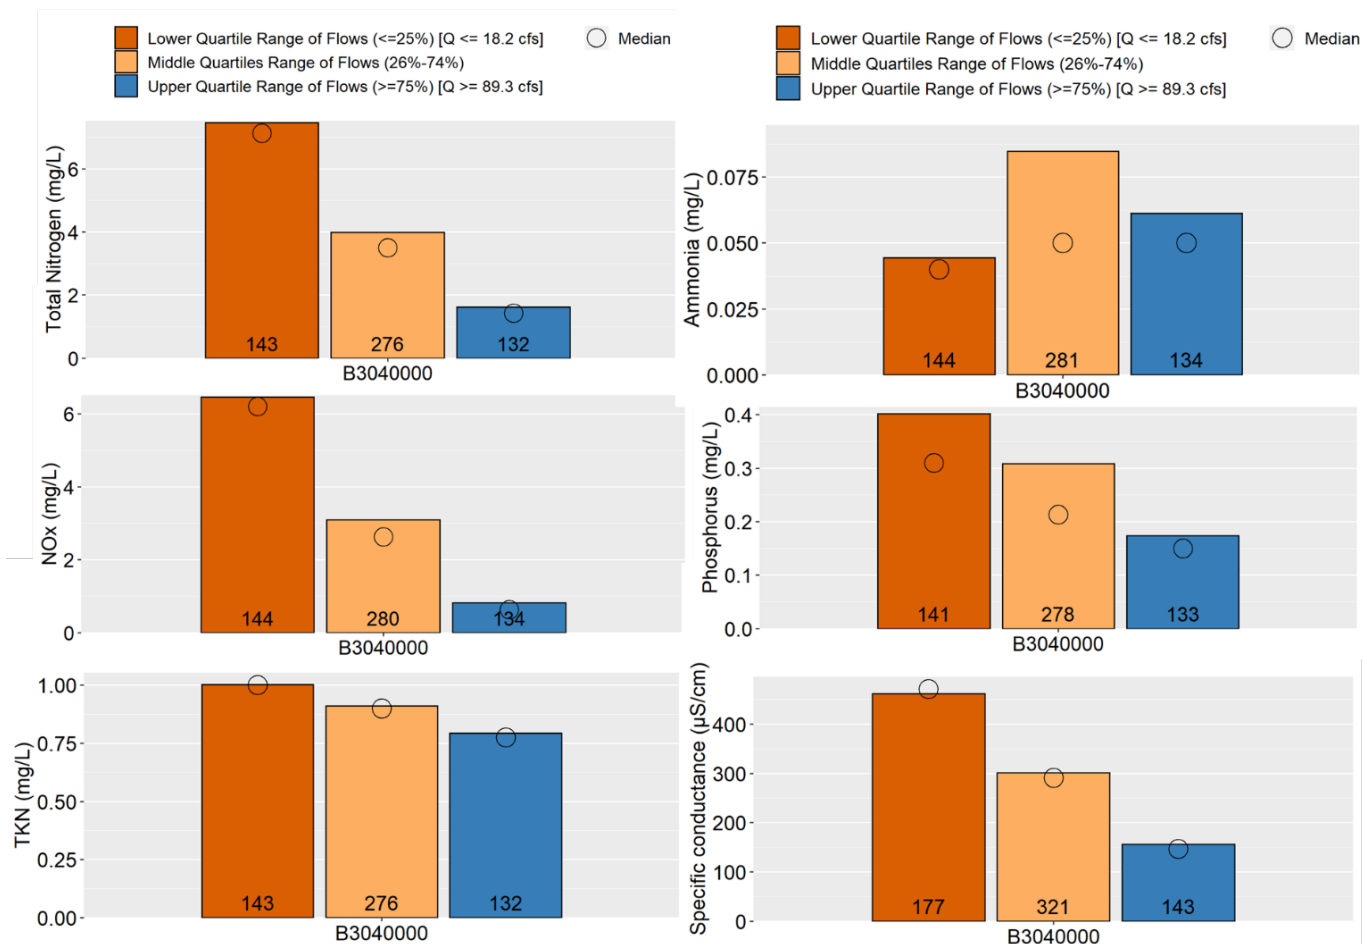 Lower Quartile Range of Flows (<=25%) [Q <= 18.2 cfs]
Middle Quartiles Range of Flows (26%-74%)
Upper Quartile Range of Flows (>=75%) [Q >= 89.3 cfs]
Median
Total Nitrogen (mg/L)
6
4
2
0
143
276
132
B3040000
NOx (mg/L)
6
4
2
0
144
280
134
B3040000
TKN (mg/L)
1.00
0.75
0.50
0.25
0.00
143
276
132
B3040000
Lower Quartile Range of Flows (<=25%) [Q <= 18.2 cfs]
Middle Quartiles Range of Flows (26%-74%)
Upper Quartile Range of Flows (>=75%) [Q >= 89.3 cfs]
Median
Ammonia (mg/L)
0.075
0.050
0.025
0.000
144
281
134
B3040000
Phosphorus (mg/L)
0.4
0.3
0.2
0.1
0.0
141
278
133
B3040000
Specific conductance (µS/cm)
400
300
200
100
0
177
321
143
B3040000